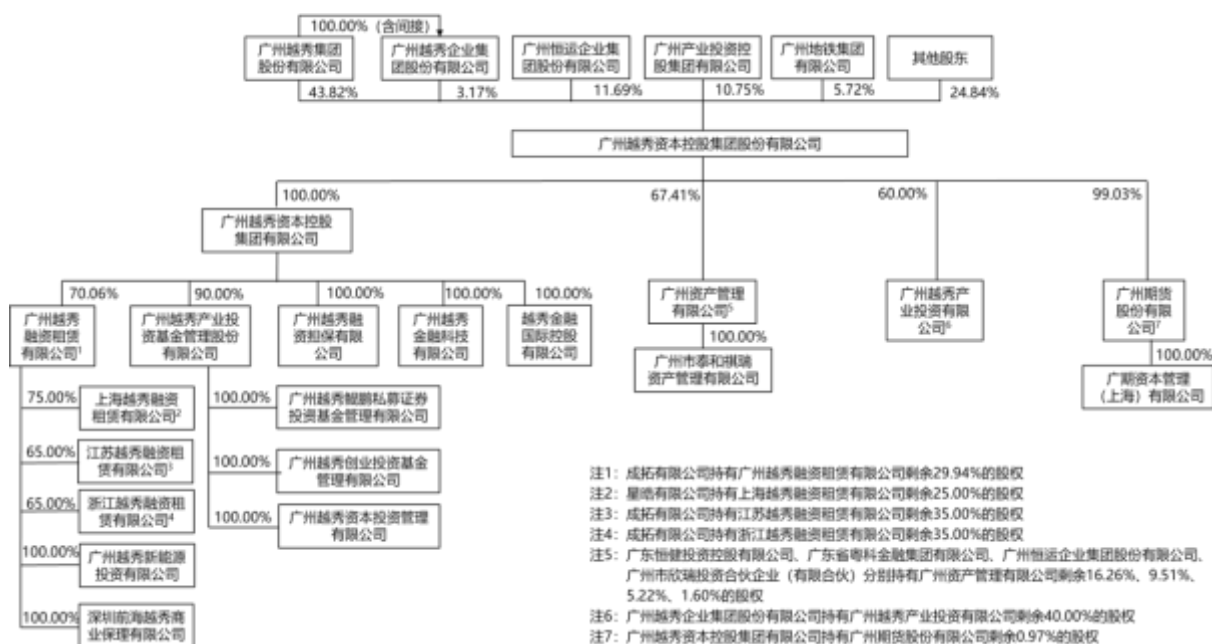 100.00%（含间接）
广州越秀集团
股份有限公司
广州越秀企业集
团股份有限公司
广州恒运企业集
团股份有限公司
广州产业投资控
股集团有限公司
广州地铁集团
有限公司
其他股东
43.82%
3.17%
11.69%
10.75%
5.72%
24.84%
广州越秀资本控股集团股份有限公司
100.00%
67.41%
60.00%
99.03%
广州越秀资本控股
集团有限公司
70.06%
90.00%
100.00%
100.00%
100.00%
广州越秀
融资租赁
有限公司1
广州越秀产业投
资基金管理股份
有限公司
广州越秀融
资担保有限
公司
广州越秀
金融科技
有限公司
越秀金融
国际控股
有限公司
广州资产管理
有限公司5
广州越秀产
业投资有限
公司6
广州期货
股份有限
公司7
100.00%
广州市泰和祺瑞
资产管理有限公司
100.00%
广期资本管理
（上海）有限公司
75.00%
上海越秀融资
租赁有限公司2
65.00%
江苏越秀融资租
赁有限公司3
65.00%
浙江越秀融资租
赁有限公司4
100.00%
广州越秀新能源
投资有限公司
100.00%
深圳前海越秀商
业保理有限公司
100.00%
广州越秀鲲鹏私募证券
投资基金管理有限公司
100.00%
广州越秀创业投资基金
管理有限公司
100.00%
广州越秀资本投资管理
有限公司
注1：成拓有限公司持有广州越秀融资租赁有限公司剩余29.94%的股权
注2：星皓有限公司持有上海越秀融资租赁有限公司剩余25.00%的股权
注3：成拓有限公司持有江苏越秀融资租赁有限公司剩余35.00%的股权
注4：成拓有限公司持有浙江越秀融资租赁有限公司剩余35.00%的股权
注5：广东恒健投资控股有限公司、广东省粤科金融集团有限公司、广州恒运企业集团股份有限公司、
广州市欣瑞投资合伙企业（有限合伙）分别持有广州资产管理有限公司剩余16.26%、9.51%、
5.22%、1.60%的股权
注6：广州越秀企业集团股份有限公司持有广州越秀产业投资有限公司剩余40.00%的股权
注7：广州越秀资本控股集团有限公司持有广州期货股份有限公司剩余0.97%的股权